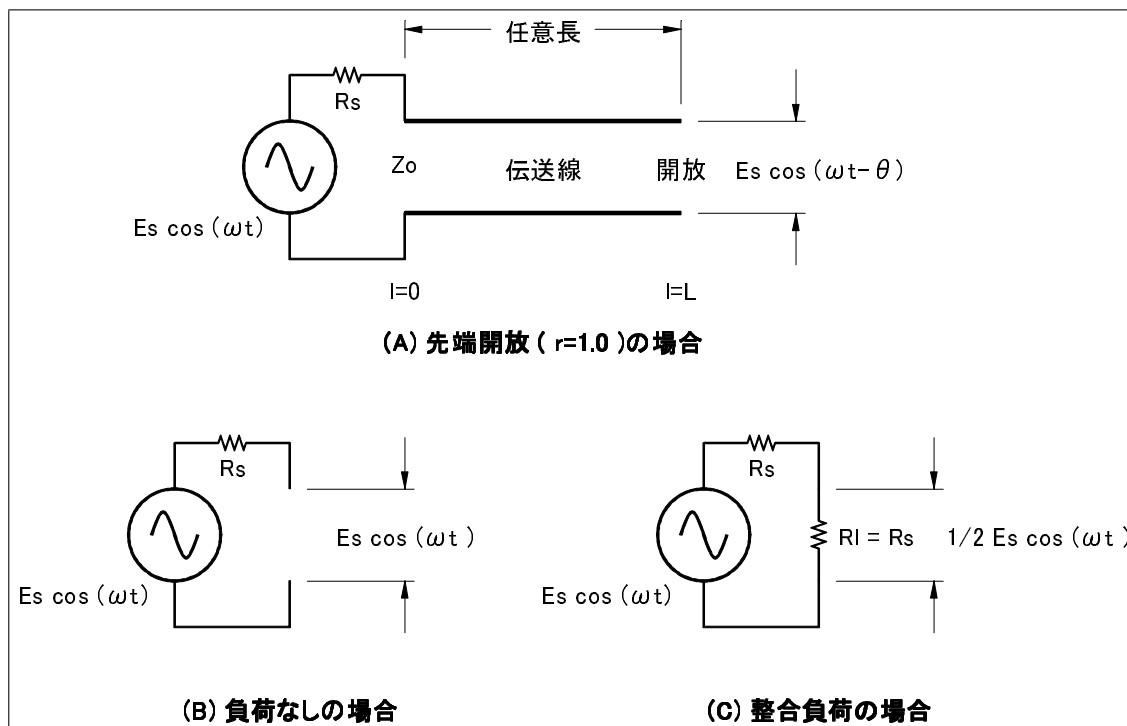 任意長
Rs
Zo 伝送線 開放 Es cos (ωt-θ)
Es cos (ωt)
l=0 l=L
(A) 先端開放 ( r=1.0 )の場合
Rs
Es cos (ωt )
Es cos (ωt)
(B) 負荷なしの場合
Rs
Rl = Rs 1/2 Es cos (ωt)
Es cos (ωt)
(C) 整合負荷の場合